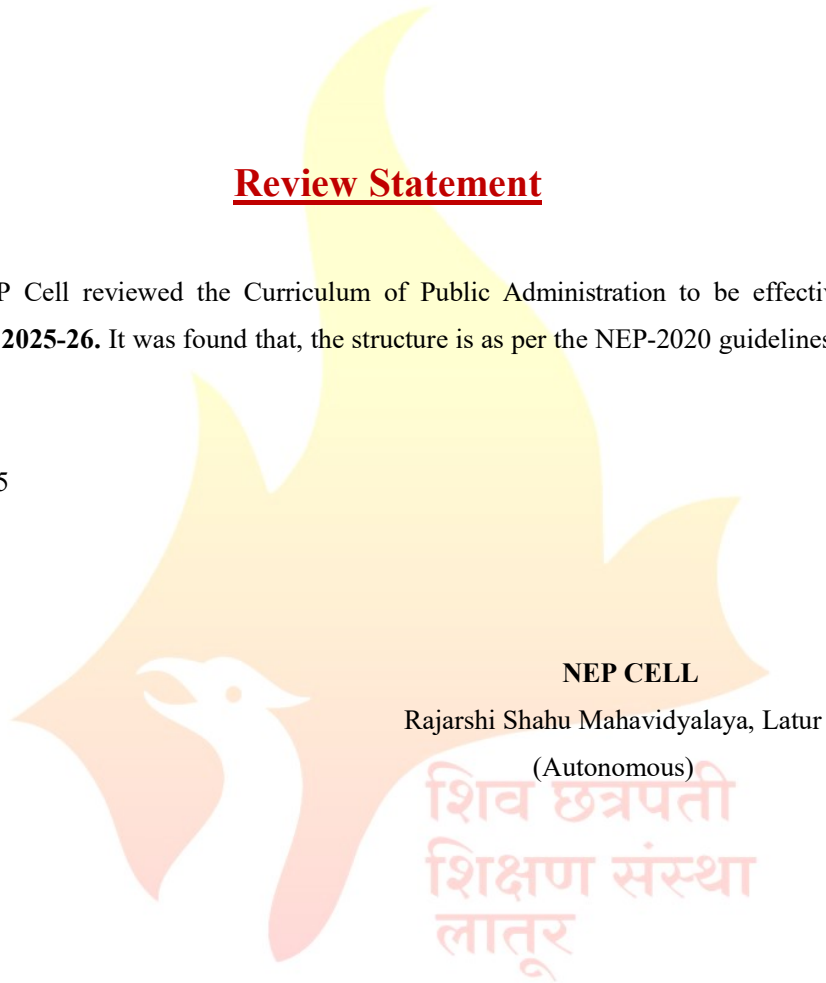 Review Statement
P Cell reviewed the Curriculum of Public Administration to be effectiv
2025-26. It was found that, the structure is as per the NEP-2020 guidelines
5
NEP CELL
Rajarshi Shahu Mahavidyalaya, Latur
(Autonomous)
शिव छत्रपती
शिक्षण संस्था
लातूर